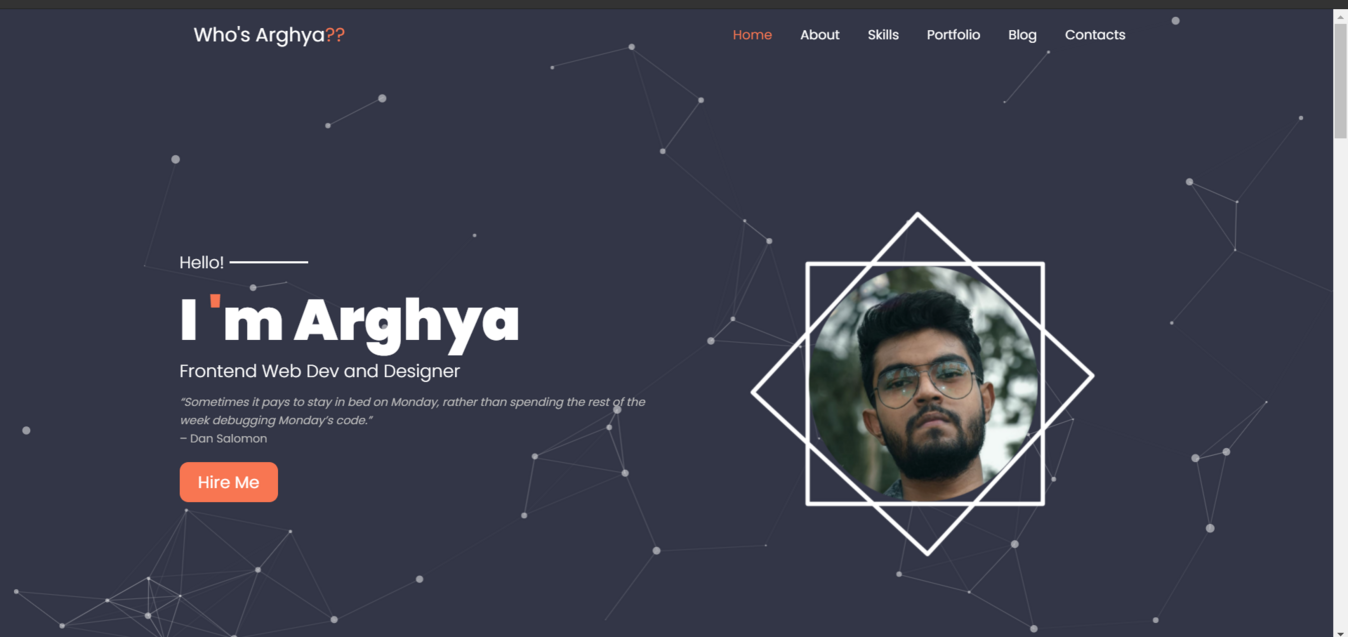 Who's Arghya??
Home About Skills Portfolio Blog Contacts
Hello!
I 'm Arghya
Frontend Web Dev and Designer
“Sometimes it pays to stay in bed on Monday, rather than spending the rest of the
week debugging Monday’s code.”
– Dan Salomon
Hire Me